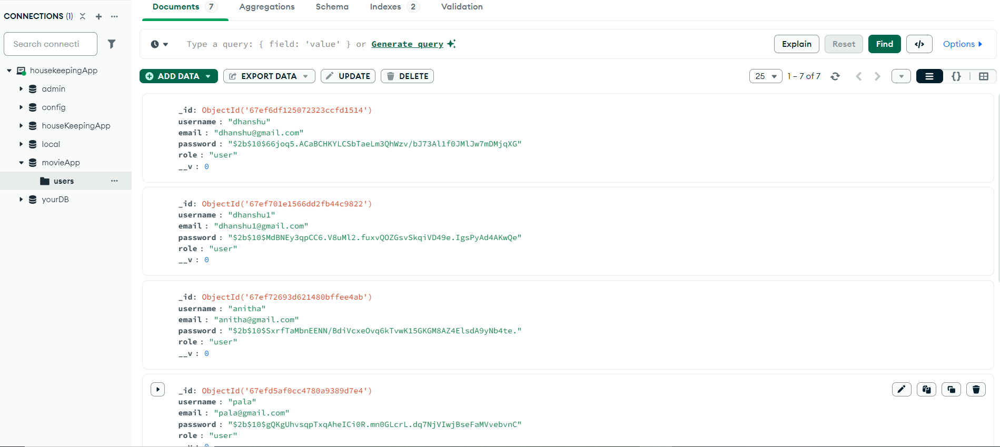 CONNECTIONS (1)
Search connecti
housekeepingApp
admin
config
houseKeepingApp
local
movieApp
users
yourDB
Documents 7 Aggregations Schema Indexes 2 Validation
Type a query: { field: 'value' } or Generate query
Explain Reset Find </> Options
ADD DATA EXPORT DATA UPDATE DELETE
25 1 – 7 of 7 {}
_id: ObjectId('67ef6df125072323ccfd1514')
username : "dhanshu"
email : "dhanshu@gmail.com"
password : "$2b$10$66joq5.ACaBCHKYLCSbTaeLm3QhWzv/bJ73Al1f0JMlJw7mDMjqXG"
role : "user"
__v : 0
_id: ObjectId('67ef701e1566dd2fb44c9822')
username : "dhanshu1"
email : "dhanshu1@gmail.com"
password : "$2b$10$MdBNEy3qpCC6.V8uMl2.fuxvQOZGsvSkqiVD49e.IgsPyAd4AKwQe"
role : "user"
__v : 0
_id: ObjectId('67ef72693d621480bffee4ab')
username : "anitha"
email : "anitha@gmail.com"
password : "$2b$10$SxrfTaMbnEENN/BdiVcxeOvq6kTvwK15GKGM8AZ4ElsdA9yNb4te."
role : "user"
__v : 0
_id: ObjectId('67efd5af0cc4780a9389d7e4')
username : "pala"
email : "pala@gmail.com"
password : "$2b$10$gQKgUhvsqpTxqAheICi0R.mn0GLcrL.dq7NjVIwjBseFaMVvebvnC"
role : "user"